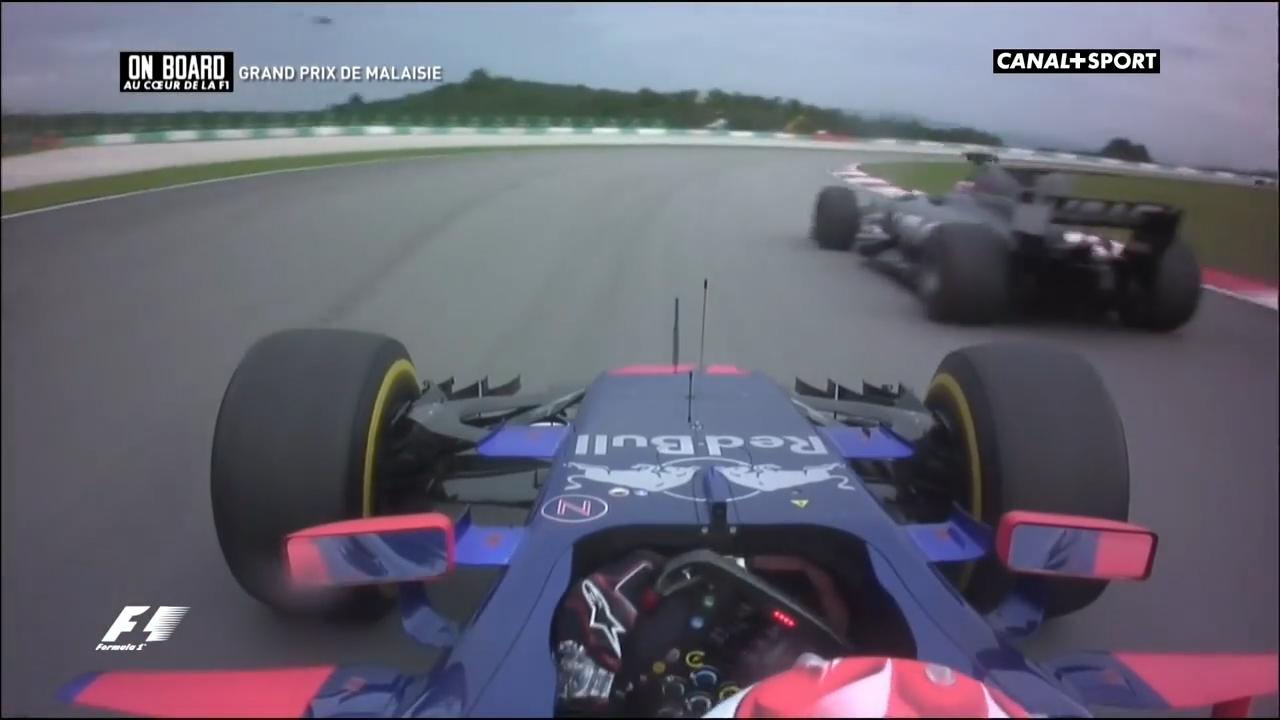 ON BOARD
AU CŒUR DE LA F1
GRAND PRIX DE MALAISIE
CANAL+SPORT
Red Bull
F1
Formula 1